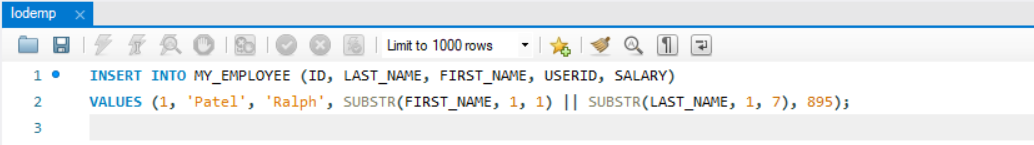 lodemp
Limit to 1000 rows
1 INSERT INTO MY_EMPLOYEE (ID, LAST_NAME, FIRST_NAME, USERID, SALARY)
2 VALUES (1, 'Patel', 'Ralph', SUBSTR(FIRST_NAME, 1, 1) || SUBSTR(LAST_NAME, 1, 7), 895);
3